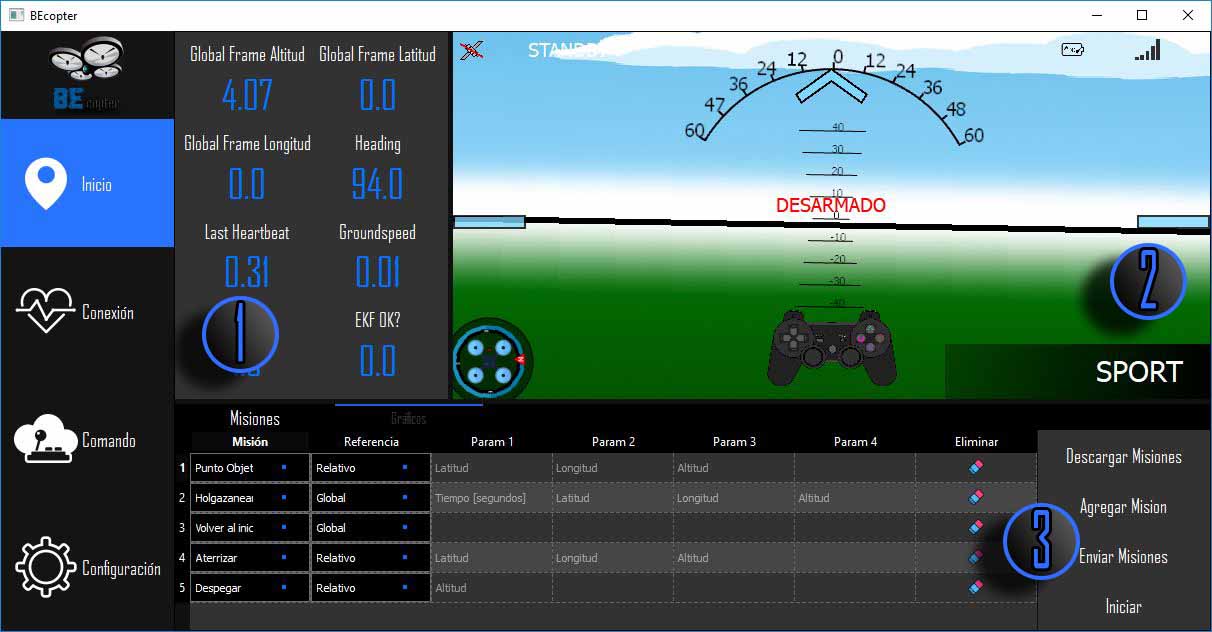 BEcopter
BE copter
Inicio
Conexión
Comando
Configuración
Global Frame Altitud Global Frame Latitud
4.07 0.0
Global Frame Longitud Heading
0.0 94.0
Last Heartbeat Groundspeed
0.31 0.01
EKF OK?
0.0
1
STANDBY
60 47 36 24 12 0 12 24 36 48 60
40
30
20
10
DESARMADO
0
-10
-20
-30
-40
N
2
SPORT
Misiones Gráficos
Misión Referencia Param 1 Param 2 Param 3 Param 4 Eliminar
1 Punto Objet Relativo Latitud Longitud Altitud
2 Holgazanear Global Tiempo [segundos] Latitud Longitud Altitud
3 Volver al inic Global
4 Aterrizar Relativo Latitud Longitud Altitud
5 Despegar Relativo Altitud
Descargar Misiones
Agregar Mision
3
Enviar Misiones
Iniciar